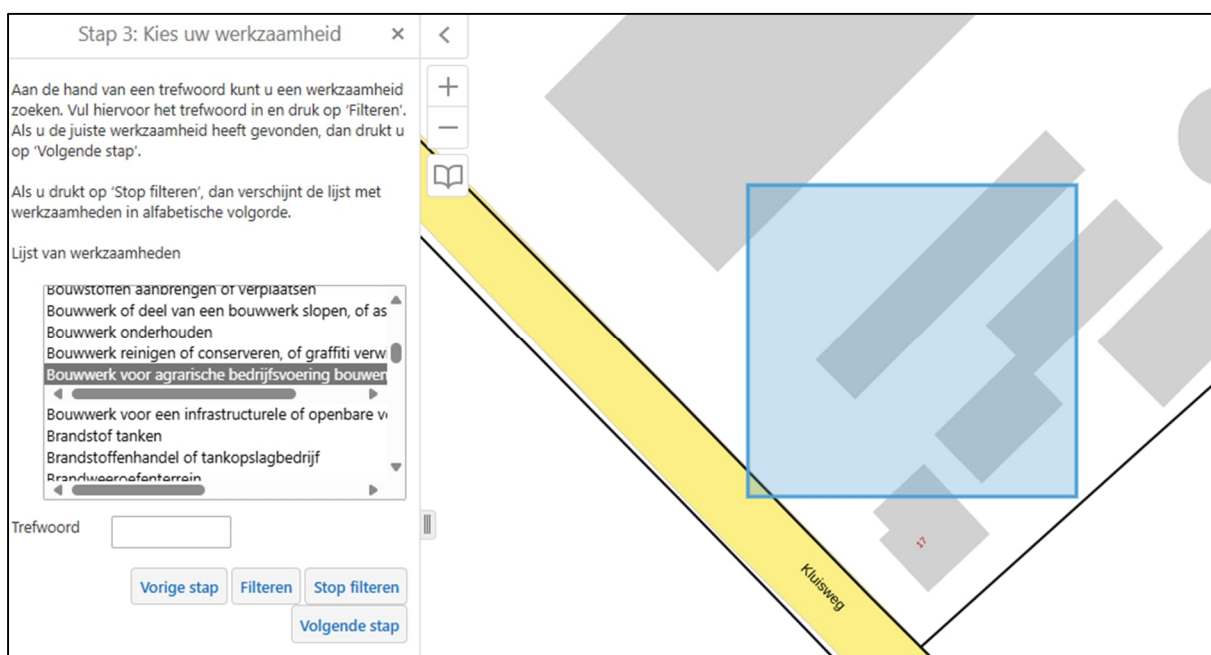 Stap 3: Kies uw werkzaamheid
Aan de hand van een trefwoord kunt u een werkzaamheid
zoeken. Vul hiervoor het trefwoord in en druk op ‘Filteren’.
Als u de juiste werkzaamheid heeft gevonden, dan drukt u
op ‘Volgende stap’.
Als u drukt op ‘Stop filteren’, dan verschijnt de lijst met
werkzaamheden in alfabetische volgorde.
Lijst van werkzaamheden
Bouwstoffen aanbrengen of verplaatsen
Bouwwerk of deel van een bouwwerk slopen, of as
Bouwwerk onderhouden
Bouwwerk reinigen of conserveren, of graffiti verw
Bouwwerk voor agrarische bedrijfsvoering bouwen
Bouwwerk voor een infrastructurele of openbare v
Brandstof tanken
Brandstoffenhandel of tankopslagbedrijf
Brandweeroefenterrein
Trefwoord
Vorige stap
Filteren
Stop filteren
Volgende stap
17
Kluisweg